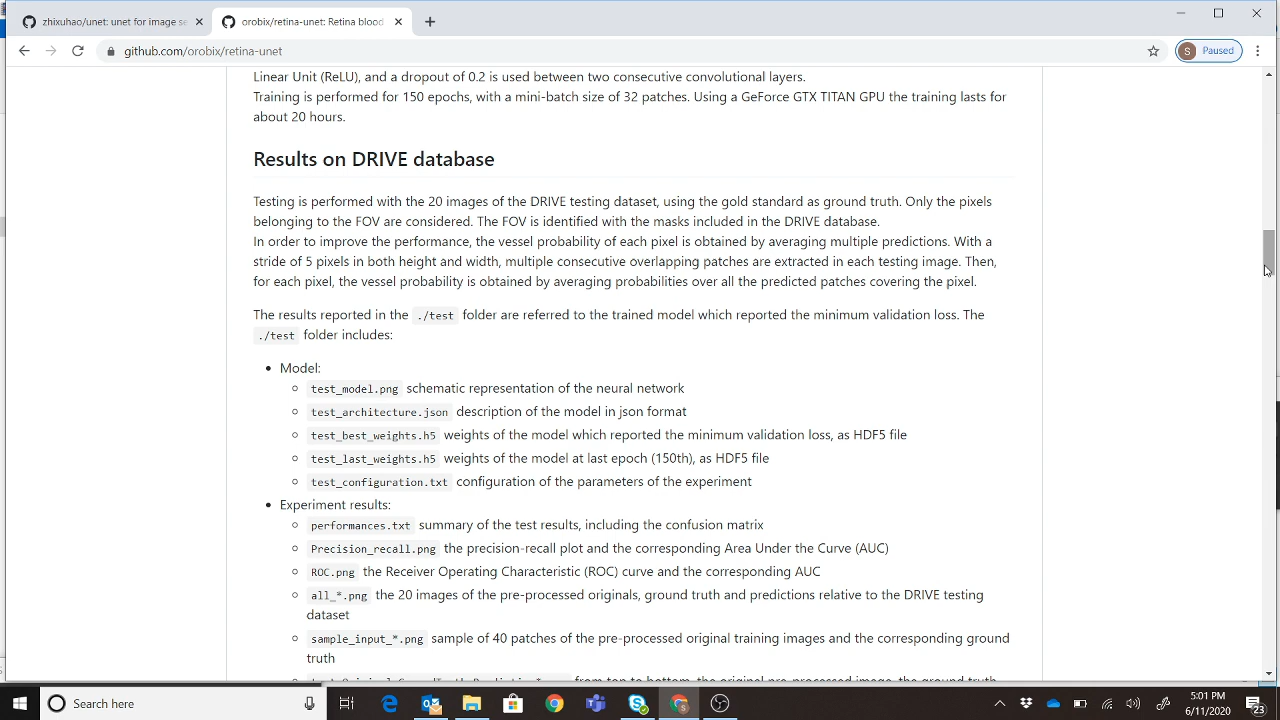 zhixuhao/unet: unet for image se
orobix/retina-unet: Retina blood
github.com/orobix/retina-unet
S
Paused
Linear Unit (ReLU), and a dropout of 0.2 is used between two consecutive convolutional layers.
Training is performed for 150 epochs, with a mini-batch size of 32 patches. Using a GeForce GTX TITAN GPU the training lasts for
about 20 hours.
Results on DRIVE database
Testing is performed with the 20 images of the DRIVE testing dataset, using the gold standard as ground truth. Only the pixels
belonging to the FOV are considered. The FOV is identified with the masks included in the DRIVE database.
In order to improve the performance, the vessel probability of each pixel is obtained by averaging multiple predictions. With a
stride of 5 pixels in both height and width, multiple consecutive overlapping patches are extracted in each testing image. Then,
for each pixel, the vessel probability is obtained by averaging probabilities over all the predicted patches covering the pixel.
The results reported in the ./test folder are referred to the trained model which reported the minimum validation loss. The
./test folder includes:
Model:
test_model.png schematic representation of the neural network
test_architecture.json description of the model in json format
test_best_weights.h5 weights of the model which reported the minimum validation loss, as HDF5 file
test_last_weights.h5 weights of the model at last epoch (150th), as HDF5 file
test_configuration.txt configuration of the parameters of the experiment
Experiment results:
performances.txt summary of the test results, including the confusion matrix
Precision_recall.png the precision-recall plot and the corresponding Area Under the Curve (AUC)
ROC.png the Receiver Operating Characteristic (ROC) curve and the corresponding AUC
all_*.png the 20 images of the pre-processed originals, ground truth and predictions relative to the DRIVE testing
dataset
sample_input_*.png sample of 40 patches of the pre-processed original training images and the corresponding ground
truth
from top to bottom, the original pre-processed image, the ground truth
Search here
5:01 PM
6/11/2020
23